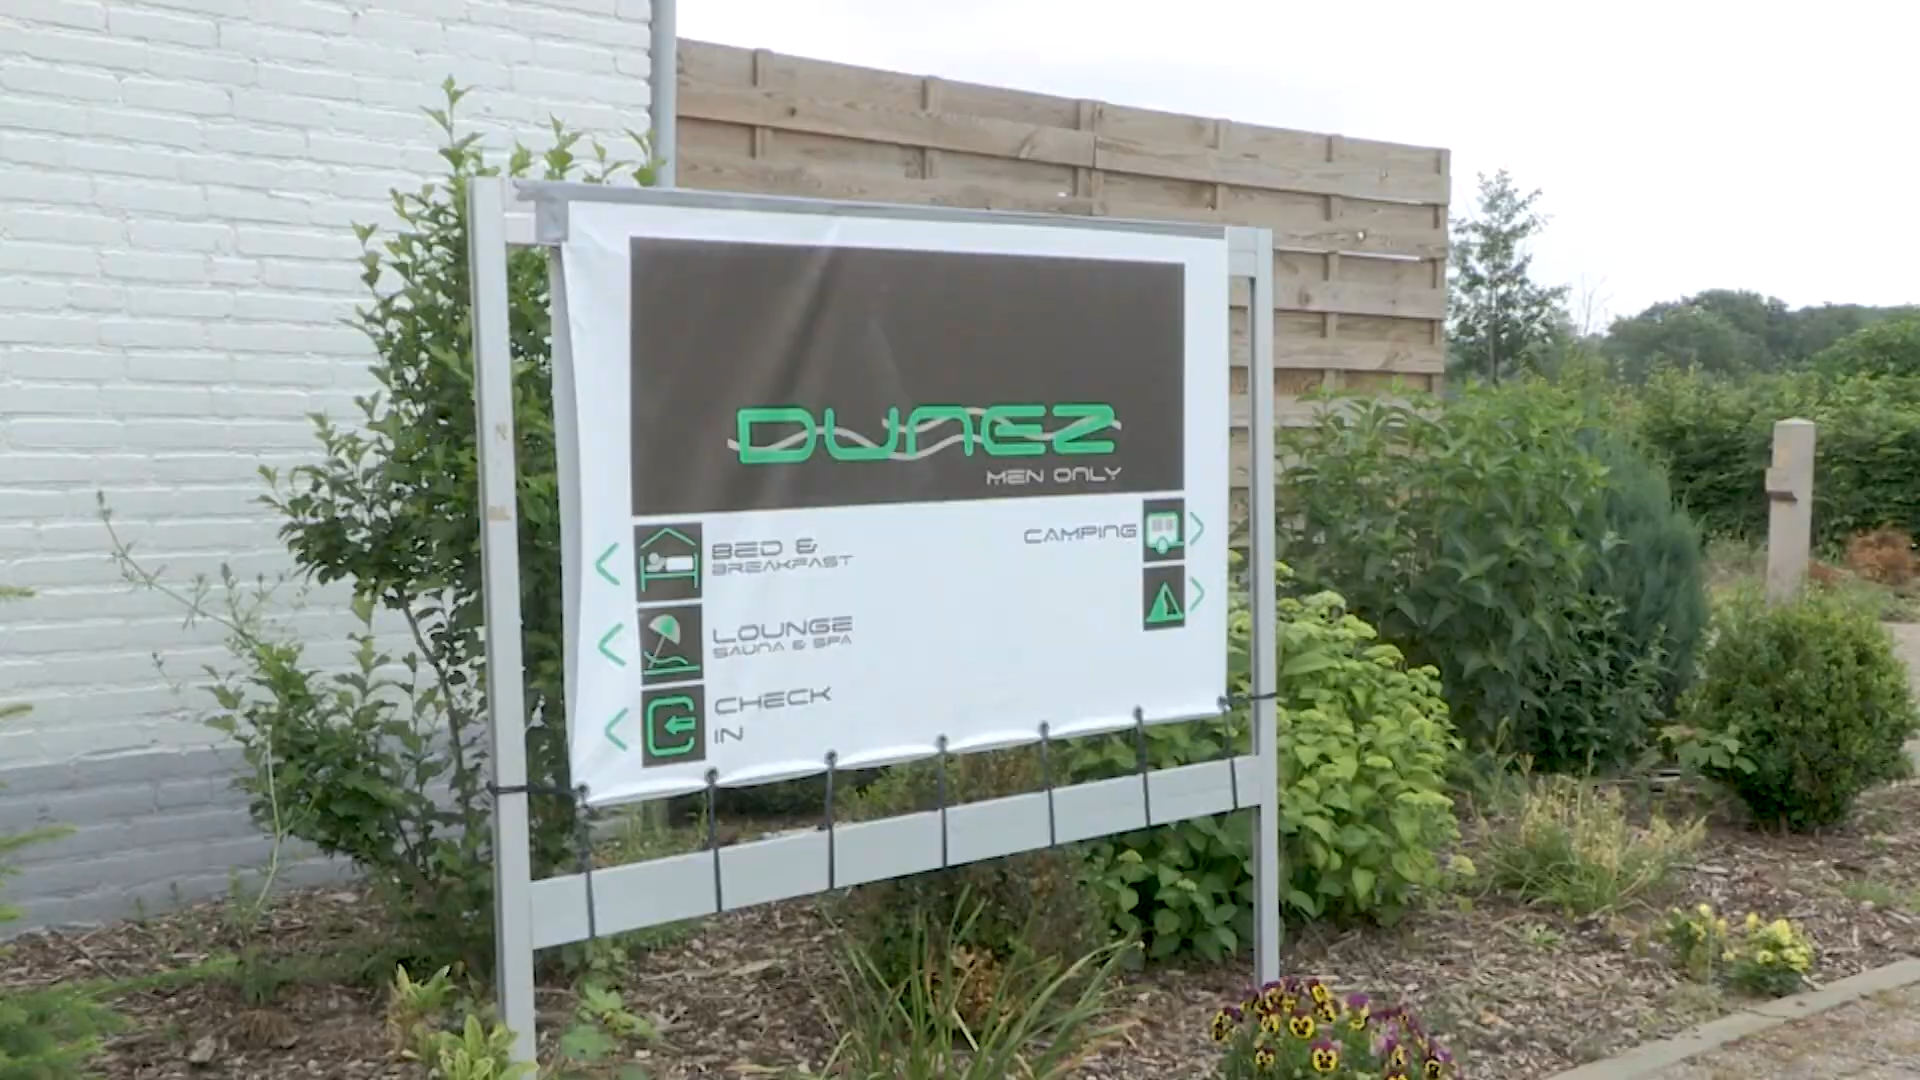 DUNEZ
MEN ONLY
BED &
BREAKFAST
LOUNGE
SAUNA & SPA
CHECK
IN
CAMPING